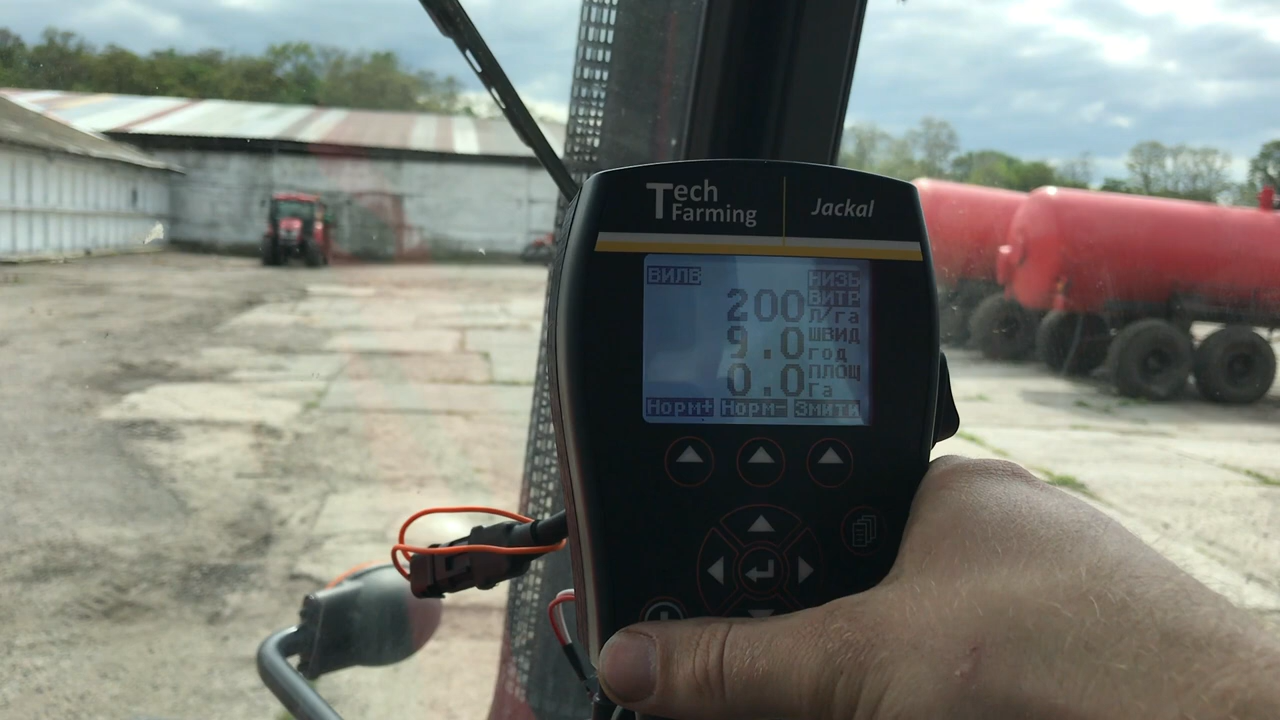 Tech
Farming
Jackal
ВИЛВ
НИЗЬ
200 ВИТР
л/га
9.0 ШВИД
год
0.0 ПЛОЩ
Га
Норм+ Норм- Змити